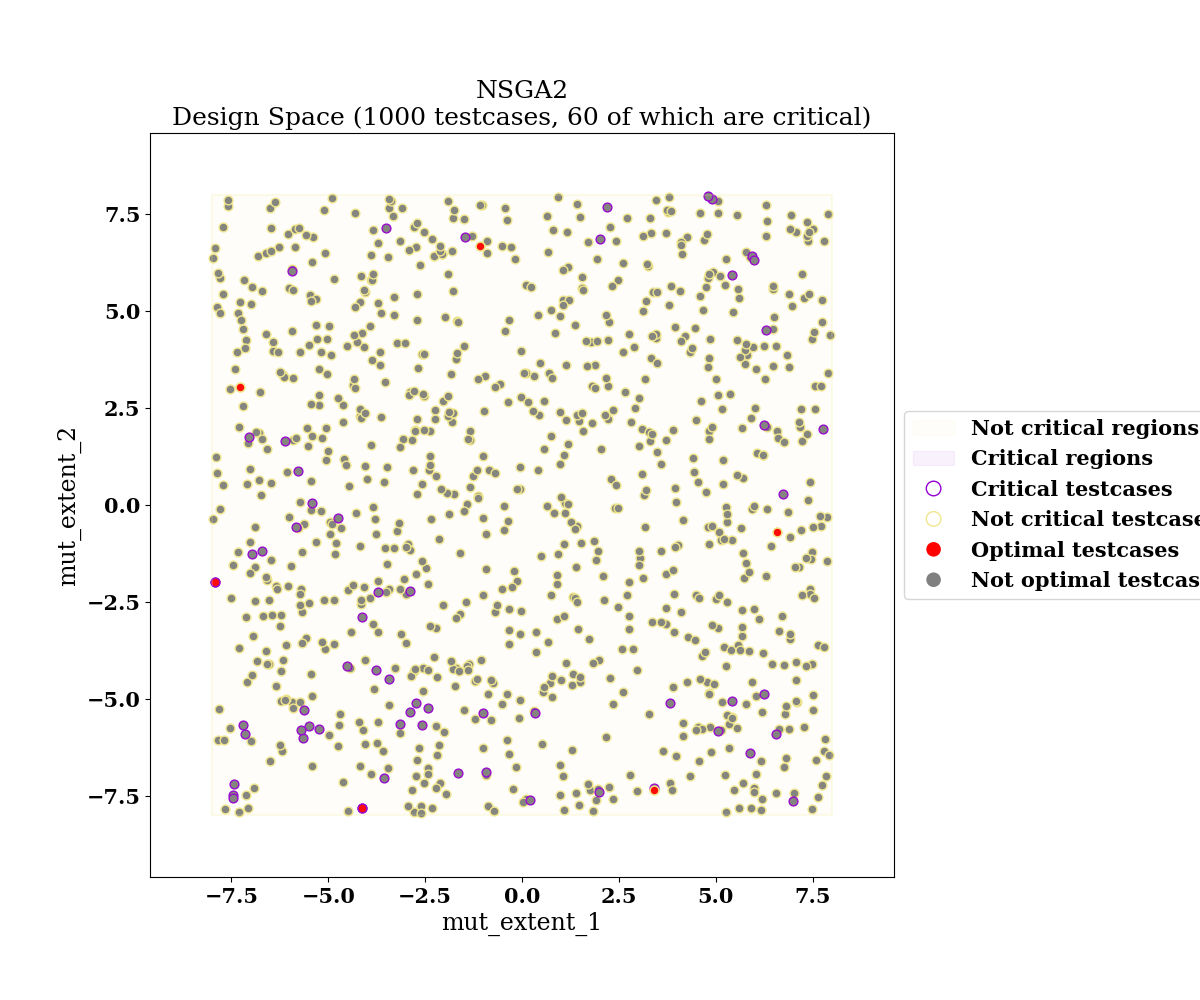 NSGA2
Design Space (1000 testcases, 60 of which are critical)
mut_extent_2
7.5
5.0
2.5
0.0
−2.5
−5.0
−7.5
−7.5 −5.0 −2.5 0.0 2.5 5.0 7.5
mut_extent_1
Not critical regions
Critical regions
Critical testcases
Not critical testcase
Optimal testcases
Not optimal testcas